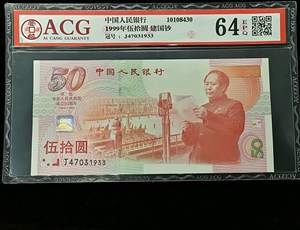 ACG
AI CANG GUARANTY
中国人民银行 10108430
1999年伍拾圆 建国钞
冠号：J47031933
64 EPQ
50
中国人民银行
伍拾圆
J47031933